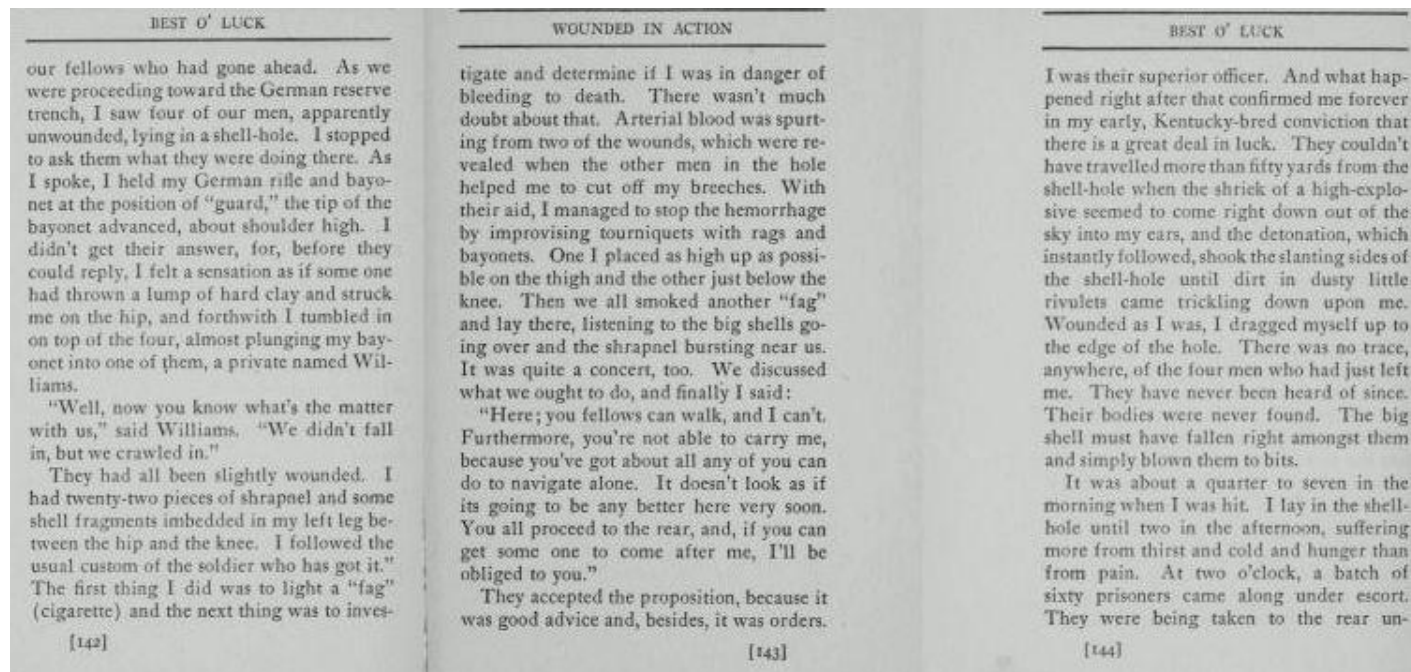 BEST O' LUCK
our fellows who had gone ahead. As we
were proceeding toward the German reserve
trench, I saw four of our men, apparently
unwounded, lying in a shell-hole. I stopped
to ask them what they were doing there. As
I spoke, I held my German rifle and bayo-
net at the position of "guard," the tip of the
bayonet advanced, about shoulder high. I
didn't get their answer, for, before they
could reply, I felt a sensation as if some one
had thrown a lump of hard clay and struck
me on the hip, and forthwith I tumbled in
on top of the four, almost plunging my bay-
onet into one of them, a private named Wil-
liams.
"Well, now you know what's the matter
with us," said Williams. "We didn't fall
in, but we crawled in."
They had all been slightly wounded. I
had twenty-two pieces of shrapnel and some
shell fragments imbedded in my left leg be-
tween the hip and the knee. I followed the
usual custom of the soldier who has got it."
The first thing I did was to light a "fag"
(cigarette) and the next thing was to inves-
[142]
WOUNDED IN ACTION
tigate and determine if I was in danger of
bleeding to death. There wasn't much
doubt about that. Arterial blood was spurt-
ing from two of the wounds, which were re-
vealed when the other men in the hole
helped me to cut off my breeches. With
their aid, I managed to stop the hemorrhage
by improvising tourniquets with rags and
bayonets. One I placed as high up as possi-
ble on the thigh and the other just below the
knee. Then we all smoked another "fag"
and lay there, listening to the big shells go-
ing over and the shrapnel bursting near us.
It was quite a concert, too. We discussed
what we ought to do, and finally I said:
"Here; you fellows can walk, and I can't.
Furthermore, you're not able to carry me,
because you've got about all any of you can
do to navigate alone. It doesn't look as if
its going to be any better here very soon.
You all proceed to the rear, and, if you can
get some one to come after me, I'll be
obliged to you."
They accepted the proposition, because it
was good advice and, besides, it was orders.
[143]
BEST O' LUCK
I was their superior officer. And what hap-
pened right after that confirmed me forever
in my early, Kentucky-bred conviction that
there is a great deal in luck. They couldn't
have travelled more than fifty yards from the
shell-hole when the shriek of a high-explo-
sive seemed to come right down out of the
sky into my ears, and the detonation, which
instantly followed, shook the slanting sides of
the shell-hole until dirt in dusty little
rivulets came trickling down upon me.
Wounded as I was, I dragged myself up to
the edge of the hole. There was no trace,
anywhere, of the four men who had just left
me. They have never been heard of since.
Their bodies were never found. The big
shell must have fallen right amongst them
and simply blown them to bits.
It was about a quarter to seven in the
morning when I was hit. I lay in the shell-
hole until two in the afternoon, suffering
more from thirst and cold and hunger than
from pain. At two o'clock, a batch of
sixty prisoners came along under escort.
They were being taken to the rear un-
[144]